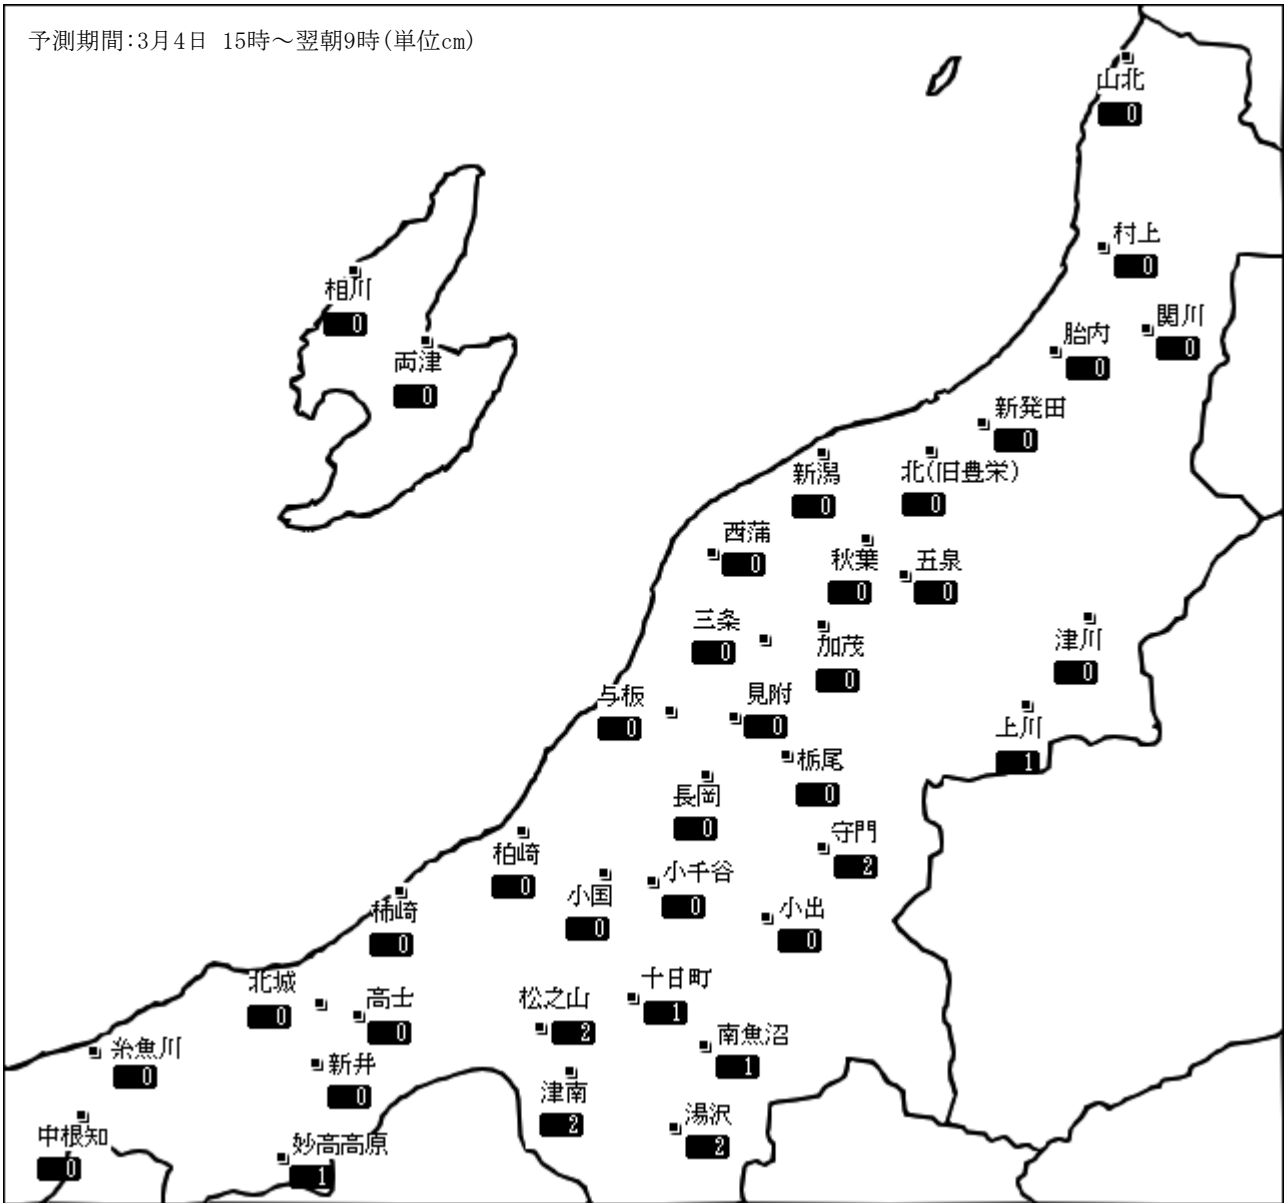 予測期間:3月4日 15時～翌朝9時(単位cm)
山北
0
村上
0
相川
0
関川
0
胎内
0
両津
0
新発田
0
新潟
0
北(旧豊栄)
0
西蒲
0
秋葉
0
五泉
0
三条
0
加茂
0
津川
0
与板
0
見附
0
上川
1
栃尾
0
長岡
0
守門
2
柏崎
0
小国
0
小千谷
0
小出
0
柿崎
0
北城
0
高士
0
松之山
2
十日町
1
南魚沼
1
糸魚川
0
新井
0
津南
2
湯沢
2
中根知
0
妙高高原
1